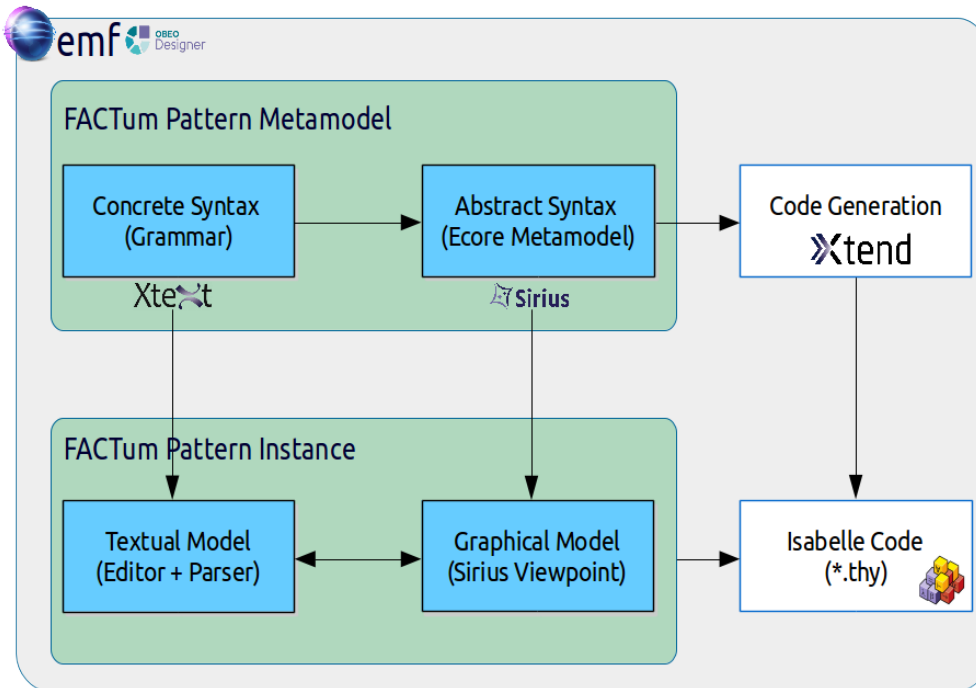 emf OBEO
Designer
FACTum Pattern Metamodel
Concrete Syntax
(Grammar)
Abstract Syntax
(Ecore Metamodel)
Code Generation
Xtend
Xtext
Sirius
FACTum Pattern Instance
Textual Model
(Editor + Parser)
Graphical Model
(Sirius Viewpoint)
Isabelle Code
(*.thy)